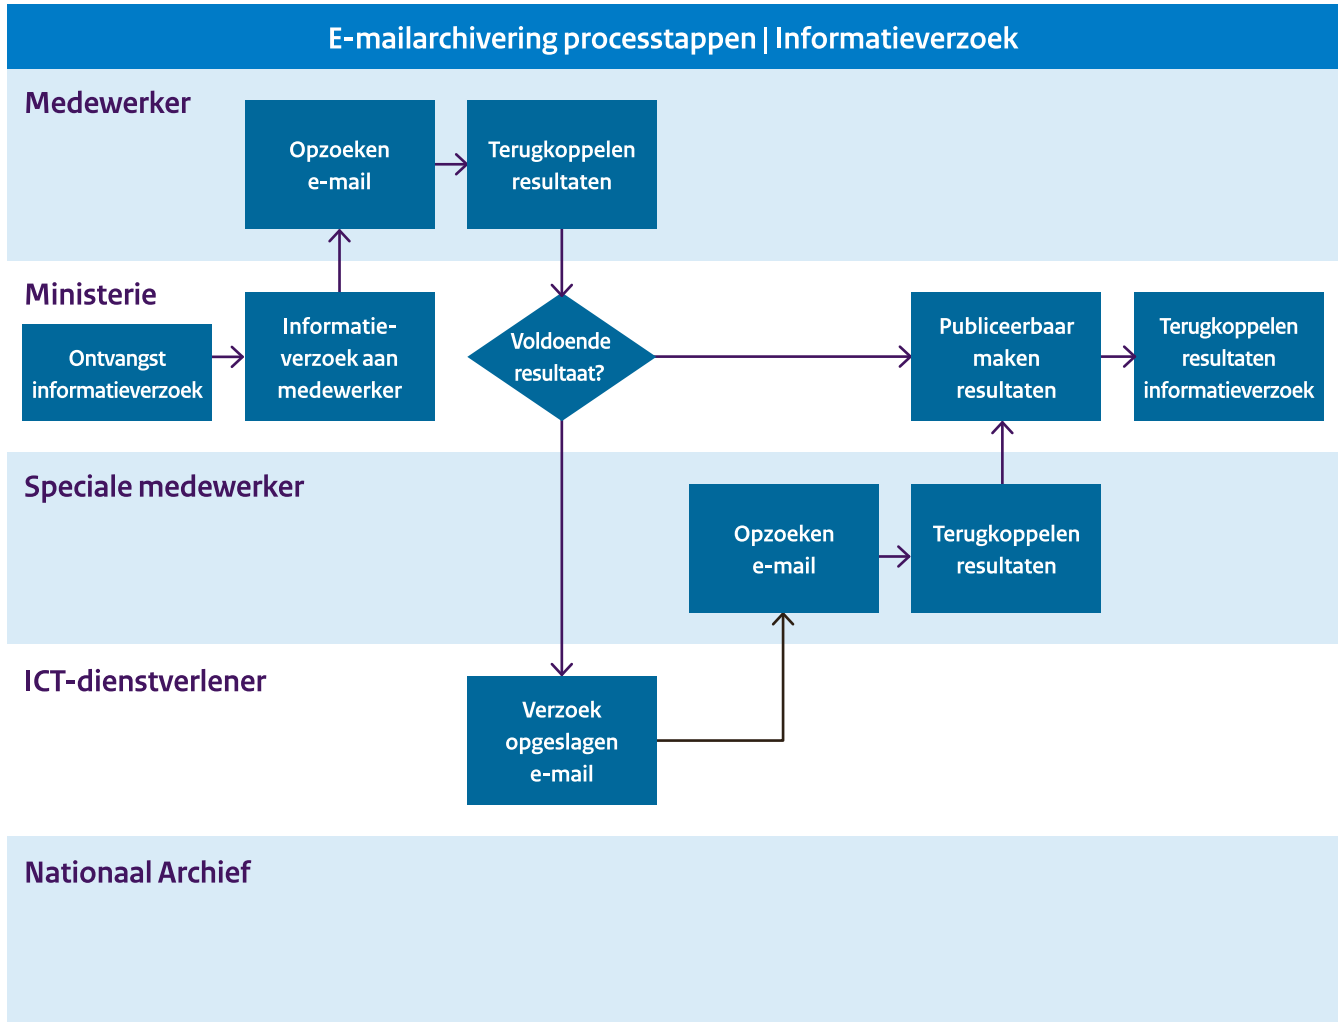 E-mailarchivering processtappen | Informatieverzoek
Medewerker
Opzoeken
e-mail
Terugkoppelen
resultaten
Ministerie
Ontvangst
informatieverzoek
Informatie-
verzoek aan
medewerker
Voldoende
resultaat?
Publiceerbaar
maken
resultaten
Terugkoppelen
resultaten
informatieverzoek
Speciale medewerker
Opzoeken
e-mail
Terugkoppelen
resultaten
ICT-dienstverlener
Verzoek
opgeslagen
e-mail
Nationaal Archief